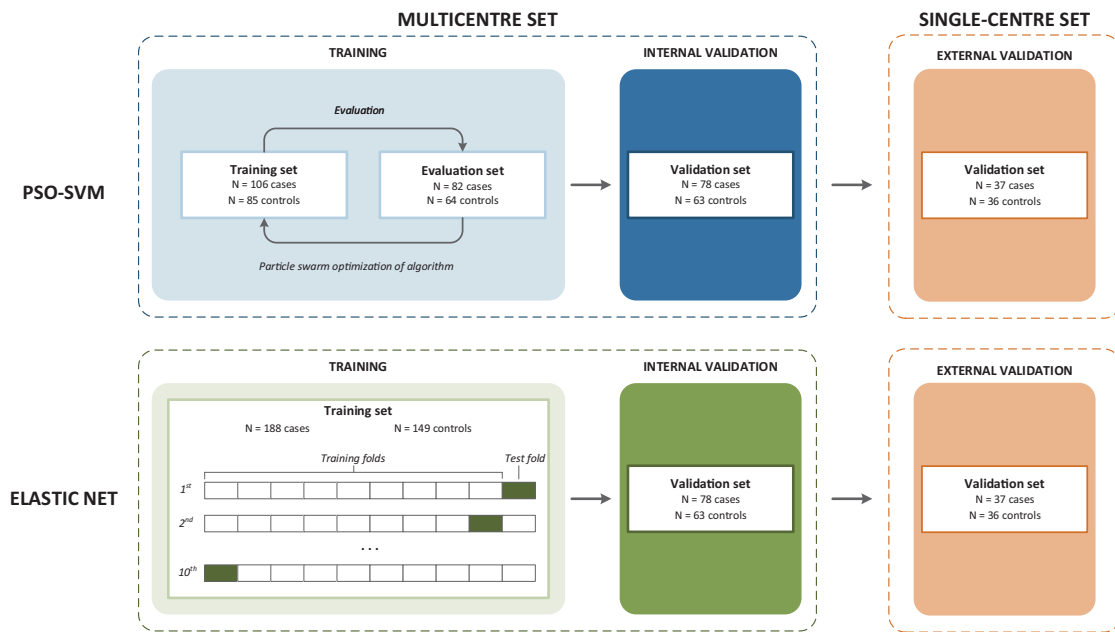 MULTICENTRE SET
SINGLE-CENTRE SET
TRAINING
INTERNAL VALIDATION
EXTERNAL VALIDATION
PSO-SVM
Evaluation
Training set
N = 106 cases
N = 85 controls
Evaluation set
N = 82 cases
N = 64 controls
Particle swarm optimization of algorithm
Validation set
N = 78 cases
N = 63 controls
Validation set
N = 37 cases
N = 36 controls
TRAINING
INTERNAL VALIDATION
EXTERNAL VALIDATION
ELASTIC NET
Training set
N = 188 cases N = 149 controls
Training folds Test fold
1st
2nd
...
10th
Validation set
N = 78 cases
N = 63 controls
Validation set
N = 37 cases
N = 36 controls